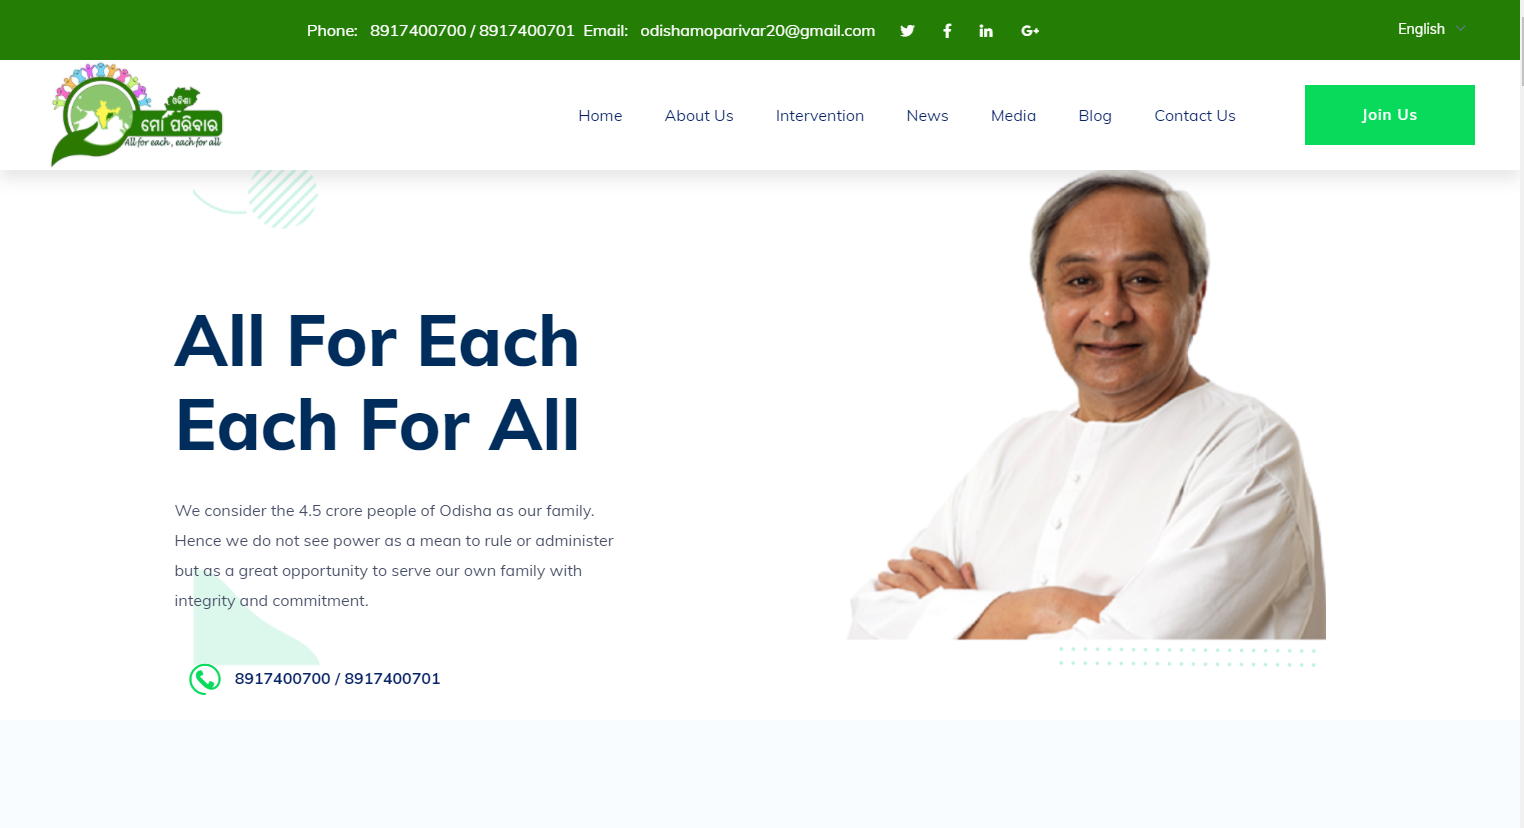 Phone: 8917400700 / 8917400701 Email: odishamoparivar20@gmail.com
English
ଓଡ଼ିଶା
ମୋ ପରିବାର
All for each , each for all
Home About Us Intervention News Media Blog Contact Us
Join Us
All For Each
Each For All
We consider the 4.5 crore people of Odisha as our family.
Hence we do not see power as a mean to rule or administer
but as a great opportunity to serve our own family with
integrity and commitment.
8917400700 / 8917400701